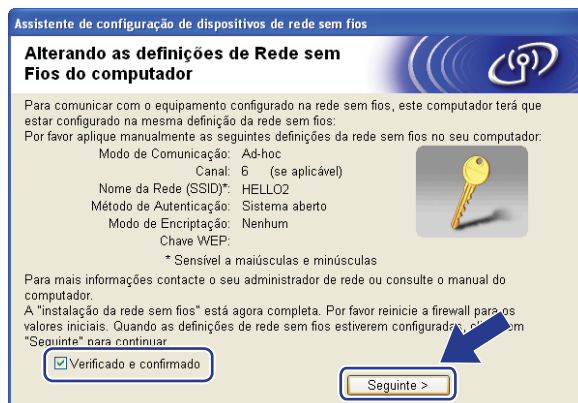 Assistente de configuração de dispositivos de rede sem fios
Alterando as definições de Rede sem
Fios do computador
Para comunicar com o equipamento configurado na rede sem fios, este computador terá que
estar configurado na mesma definição da rede sem fios:
Por favor aplique manualmente as seguintes definições da rede sem fios no seu computador:
Modo de Comunicação: Ad-hoc
Canal: 6 (se aplicável)
Nome da Rede (SSID)*: HELLO2
Método de Autenticação: Sistema aberto
Modo de Encriptação: Nenhum
Chave WEP:
* Sensível a maiúsculas e minúsculas
Para mais informações contacte o seu administrador de rede ou consulte o manual do
computador.
A "instalação da rede sem fios" está agora completa. Por favor reinicie a firewall para os
valores iniciais. Quando as definições de rede sem fios estiverem configuradas,
"Seguinte" para continuar
Verificado e confirmado
Seguinte >